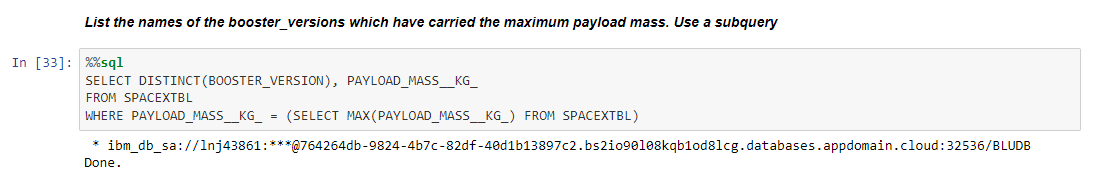 List the names of the booster_versions which have carried the maximum payload mass. Use a subquery
In [33]: %%sql
SELECT DISTINCT(BOOSTER_VERSION), PAYLOAD_MASS__KG_
FROM SPACEXTBL
WHERE PAYLOAD_MASS__KG_ = (SELECT MAX(PAYLOAD_MASS__KG_) FROM SPACEXTBL)
* ibm_db_sa://lnj43861:***@764264db-9824-4b7c-82df-40d1b13897c2.bs2io90l08kqb1od8lcg.databases.appdomain.cloud:32536/BLUDB
Done.